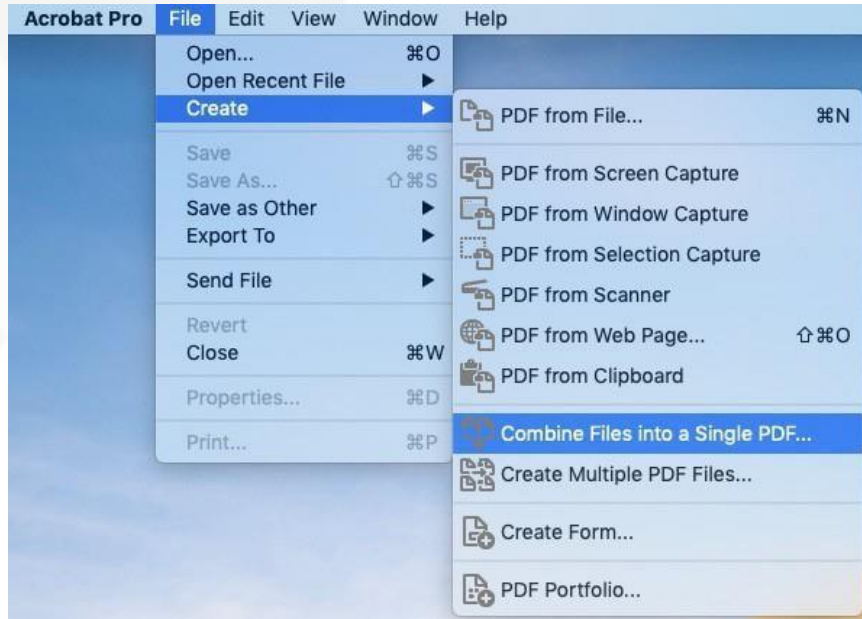 Acrobat Pro File Edit View Window Help
Open... ⌘O
Open Recent File ▶
Create ▶
Save ⌘S
Save As... ⇧⌘S
Save as Other ▶
Export To ▶
Send File ▶
Revert
Close ⌘W
Properties... ⌘D
Print... ⌘P
PDF from File... ⌘N
PDF from Screen Capture
PDF from Window Capture
PDF from Selection Capture
PDF from Scanner
PDF from Web Page... ⇧⌘O
PDF from Clipboard
Combine Files into a Single PDF...
Create Multiple PDF Files...
Create Form...
PDF Portfolio...